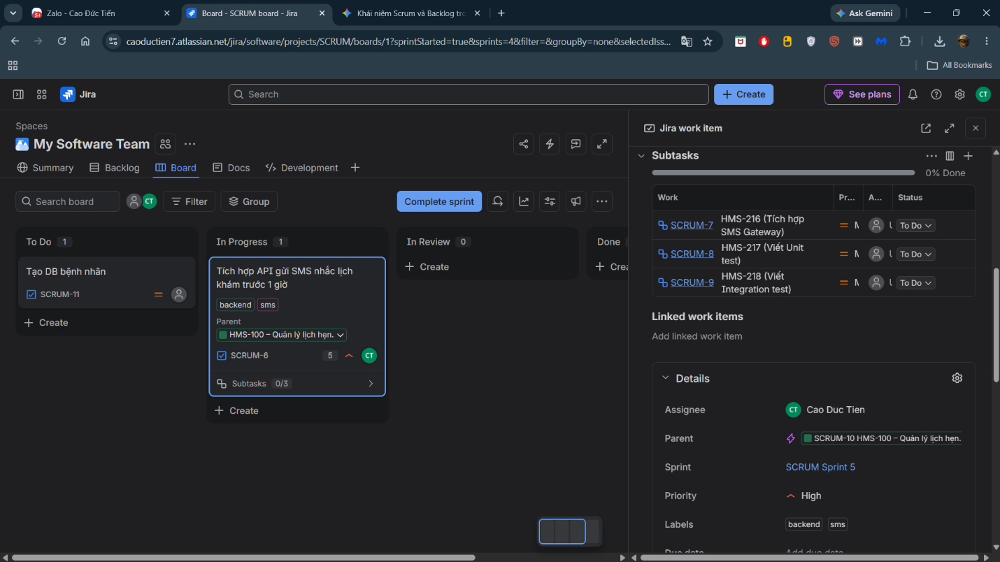 Zalo - Cao Đức Tiến
Board - SCRUM board - Jira
Khái niệm Scrum và Backlog tro
Ask Gemini
caoductien7.atlassian.net/jira/software/projects/SCRUM/boards/1?sprintStarted=true&sprints=4&filter=&groupBy=none&selectedIss...
All Bookmarks
Jira
Search
Create
See plans
CT
Spaces
My Software Team
Summary
Backlog
Board
Docs
Development
Search board
CT
Filter
Group
Complete sprint
To Do 1
Tạo DB bệnh nhân
SCRUM-11
Create
In Progress 1
Tích hợp API gửi SMS nhắc lịch
khám trước 1 giờ
backend sms
Parent
HMS-100 – Quản lý lịch hẹn.
SCRUM-6 5 CT
Subtasks 0/3
Create
In Review 0
Create
Done
Crea
Jira work item
Subtasks
0% Done
Work Pr... A... Status
SCRUM-7 HMS-216 (Tích hợp
SMS Gateway) To Do
SCRUM-8 HMS-217 (Viết Unit
test) To Do
SCRUM-9 HMS-218 (Viết
Integration test) To Do
Linked work items
Add linked work item
Details
Assignee CT Cao Duc Tien
Parent SCRUM-10 HMS-100 – Quản lý lịch hẹn.
Sprint SCRUM Sprint 5
Priority High
Labels backend sms
Due date Add due date